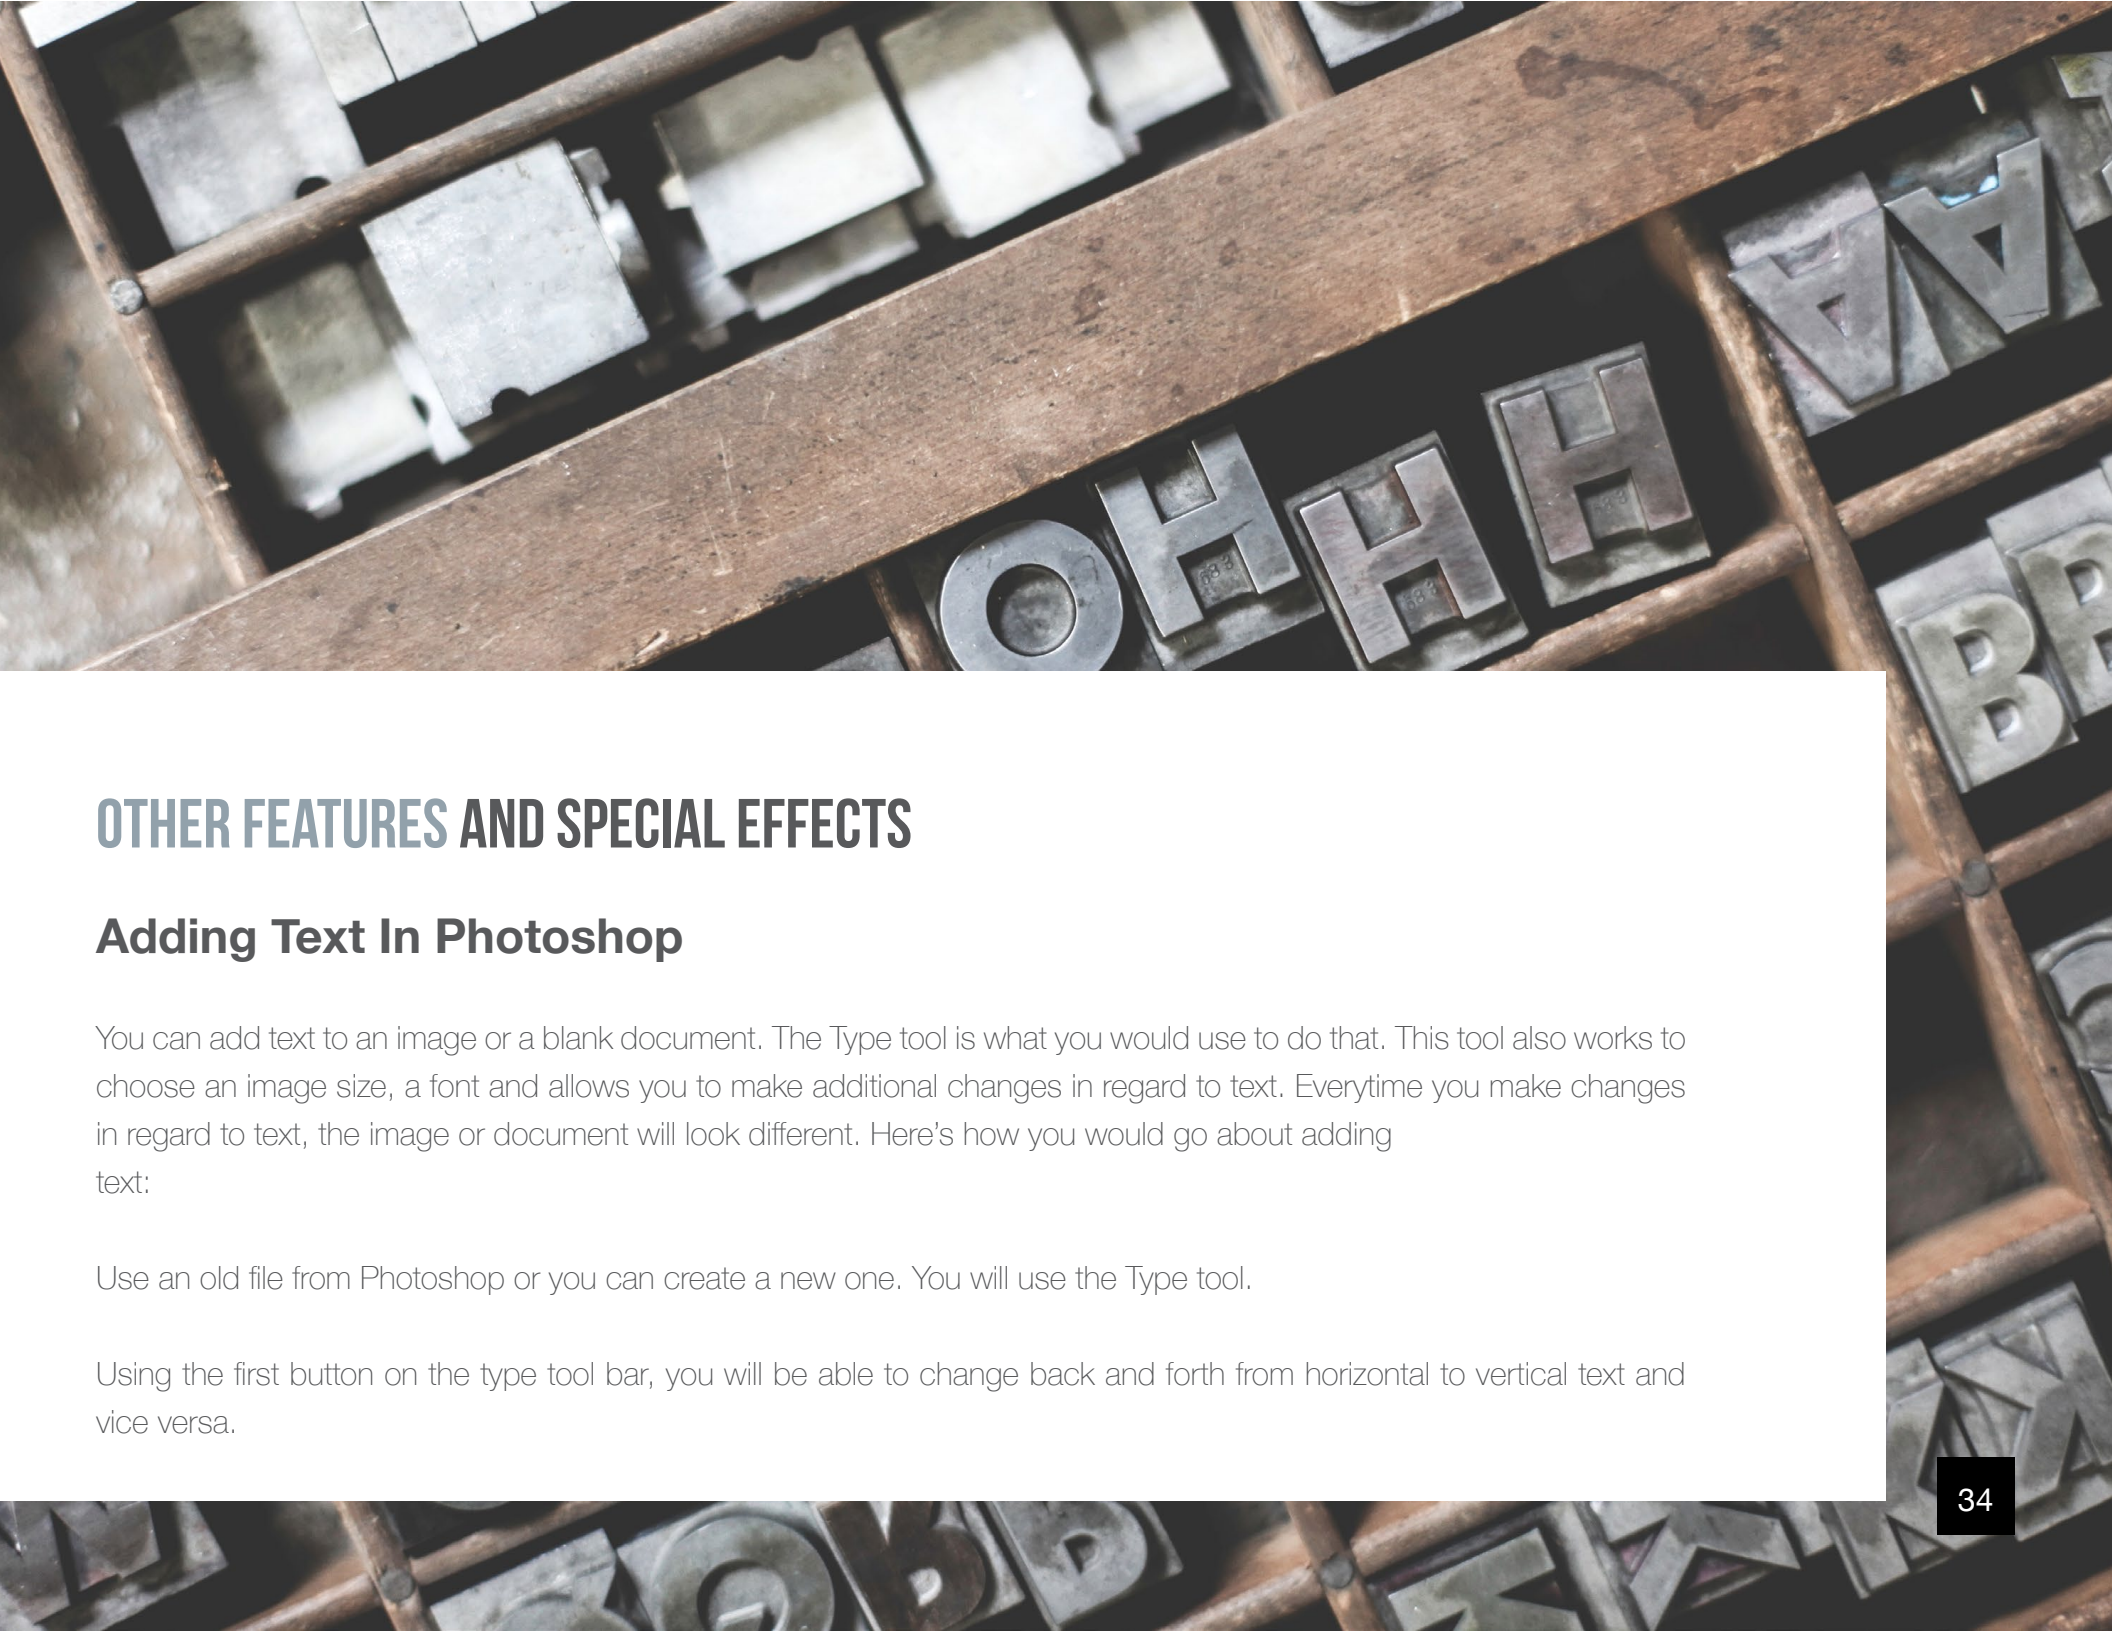 OHHH
AA
BB
OTHER FEATURES AND SPECIAL EFFECTS
Adding Text In Photoshop
You can add text to an image or a blank document. The Type tool is what you would use to do that. This tool also works to
choose an image size, a font and allows you to make additional changes in regard to text. Everytime you make changes
in regard to text, the image or document will look different. Here’s how you would go about adding
text:
Use an old file from Photoshop or you can create a new one. You will use the Type tool.
Using the first button on the type tool bar, you will be able to change back and forth from horizontal to vertical text and
vice versa.
34